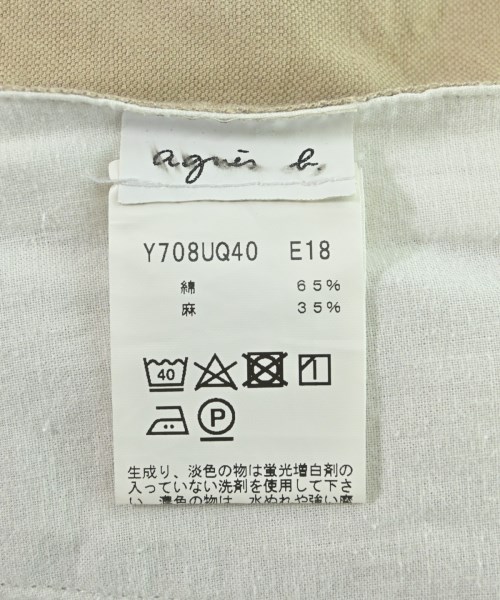 agnès b.
Y708UQ40 E18
綿 65%
麻 35%
40
P
生成り、淡色の物は蛍光増白剤の
入っていない洗剤を使用して下さ
い。濃色の物は、水ぬれや強い摩